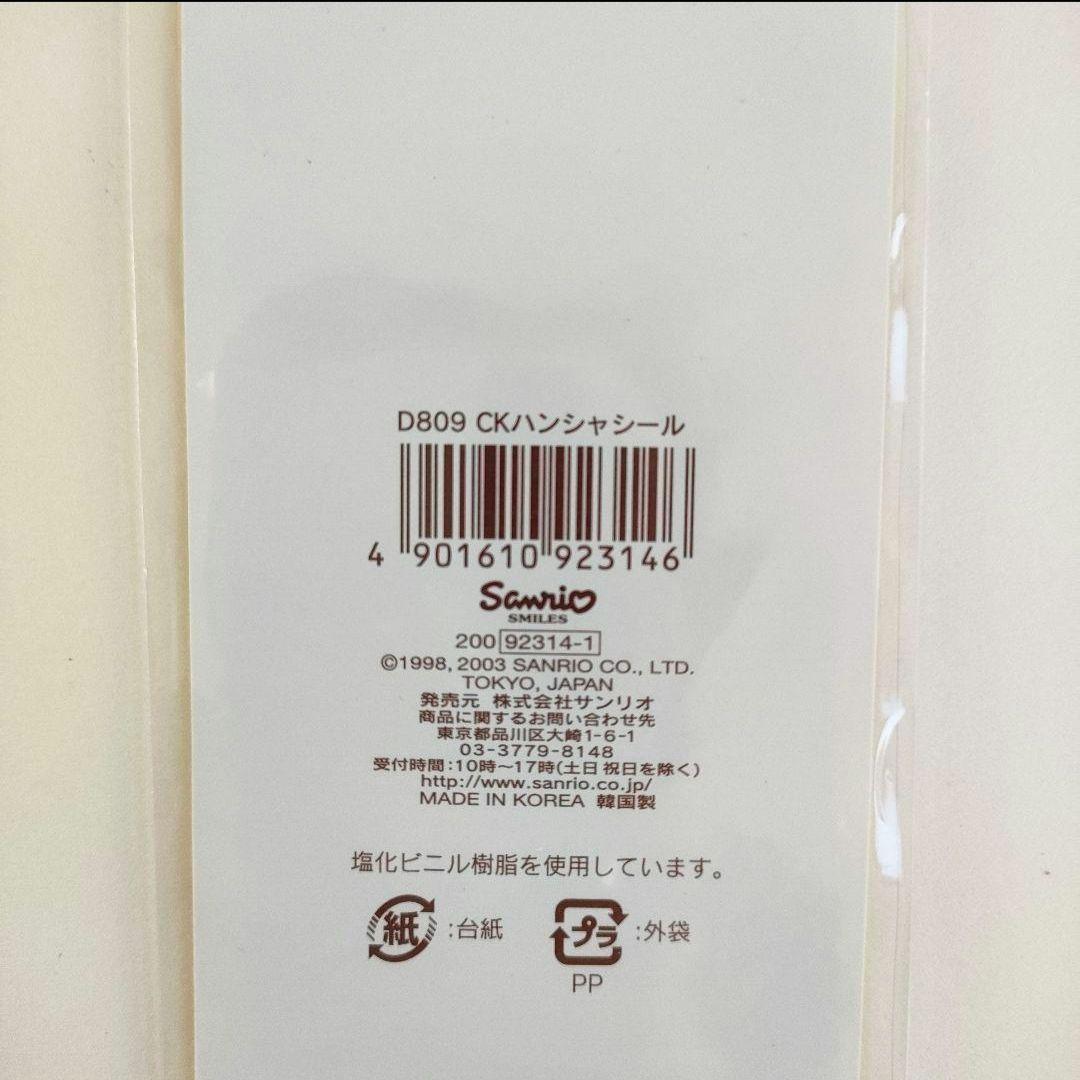 D809 CKハンシャシール
4 901610 923146
Sanrio
SMILES
200 92314-1
©1998, 2003 SANRIO CO., LTD.
TOKYO, JAPAN
発売元 株式会社サンリオ
商品に関するお問い合わせ先
東京都品川区大崎1-6-1
03-3779-8148
受付時間:10時〜17時(土日祝日を除く)
http://www.sanrio.co.jp/
MADE IN KOREA 韓国製
塩化ビニル樹脂を使用しています。
紙 :台紙 プラ :外袋
PP